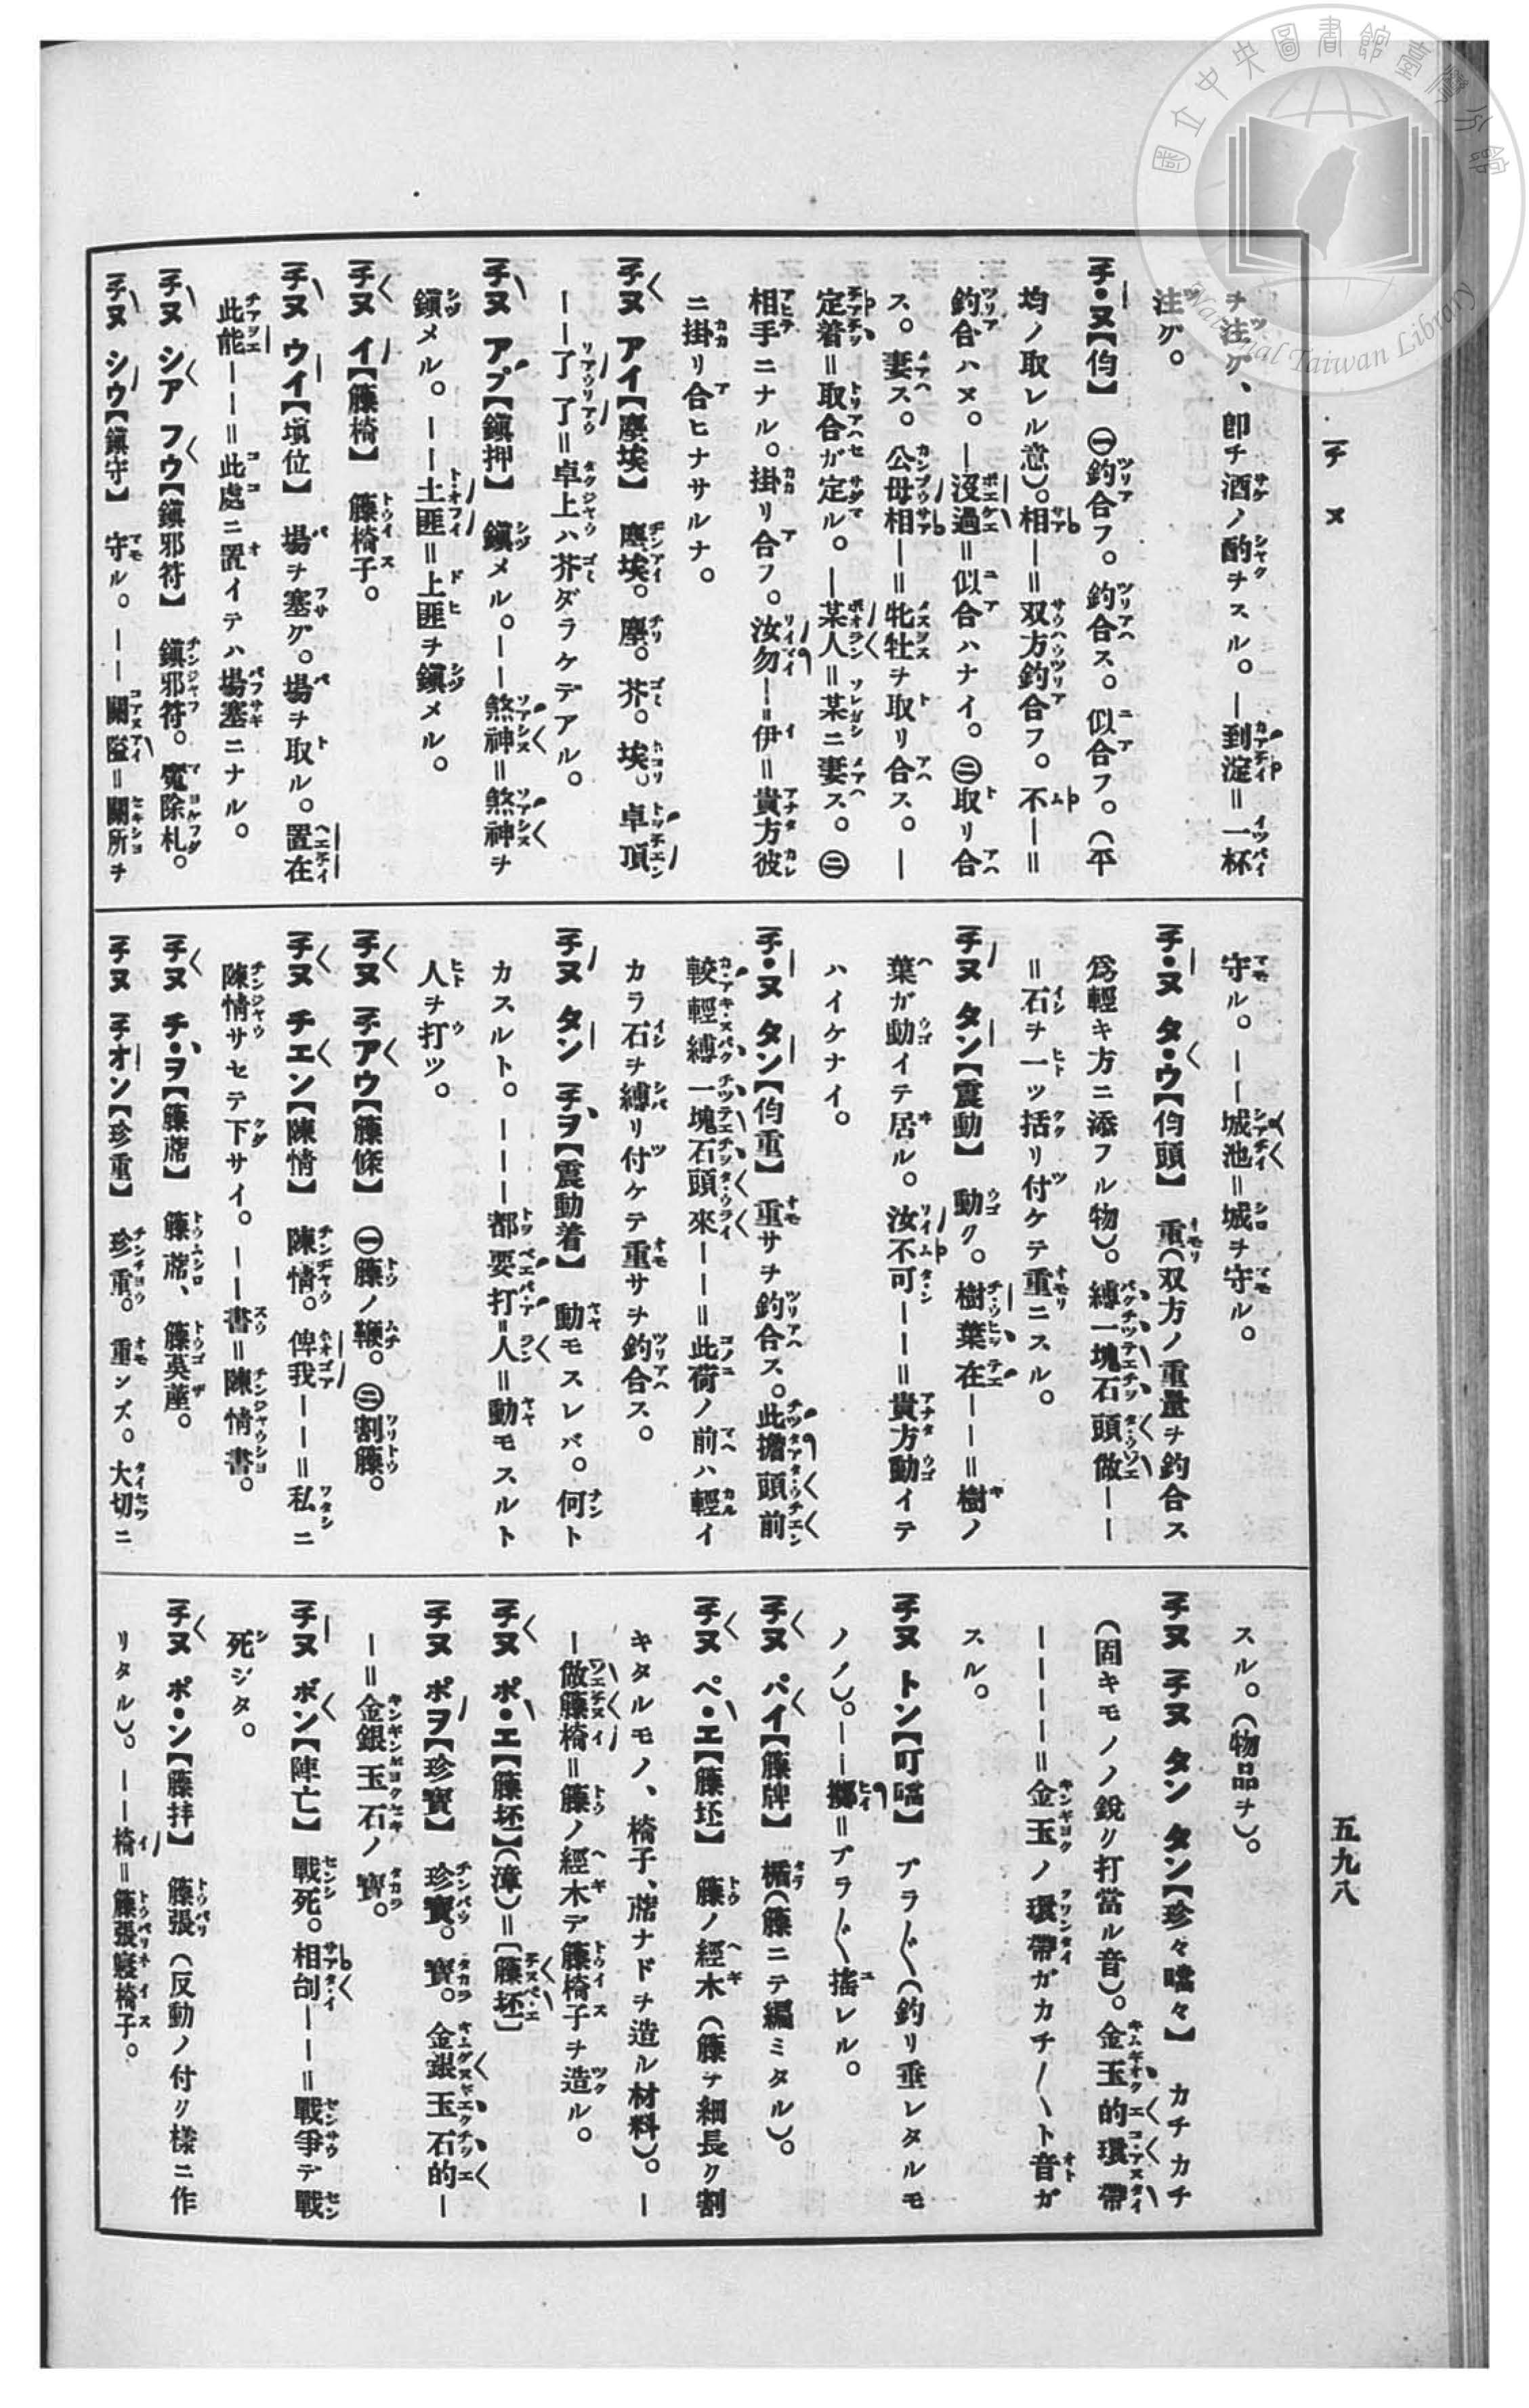 チヌ
五九八
ヲ注グ、卽チ酒ノ酌ヲスル。―到淀＝一杯
注グ。
チ・ヌ【勻】 ㊀釣合フ。釣合ス。似合フ。（平
均ノ取レル意）。相―＝双方釣合フ。不―＝
釣合ハヌ。―沒過＝似合ハナイ。㊁取リ合
ス。妻ス。公母相―＝牝牡ヲ取リ合ス。―
定着＝取合ガ定ル。―某人＝某ニ妻ス。㊂
相手ニナル。掛リ合フ。汝勿―伊＝貴方彼
ニ掛リ合ヒナサルナ。
チヌ アイ【塵埃】 塵埃。塵。芥。埃。卓頂
――了了＝卓上ハ芥ダラケデアル。
チヌ アプ【鎭押】 鎭メル。――煞神＝煞神ヲ
鎭メル。――土匪＝土匪ヲ鎭メル。
チヌ イ【籐椅】 籐椅子。
チヌ ウイ【塡位】 場ヲ塞グ。場ヲ取ル。置在
此能――＝此處ニ置イテハ場塞ニナル。
チヌ シア フウ【鎭邪符】 鎭邪符。魔除札。
チヌ シウ【鎭守】 守ル。――關隘＝關所ヲ
守ル。――城池＝城ヲ守ル。
チ・ヌ タ・ウ【勻頭】 重（双方ノ重量ヲ釣合ス
爲輕キ方ニ添フル物）。縛一塊石頭做――
＝石ヲ一ツ括リ付ケテ重ニスル。
チヌ タン【震動】 動ク。樹葉在――＝樹ノ
葉ガ動イテ居ル。汝不可――＝貴方動イテ
ハイケナイ。
チ・ヌ タン【勻重】 重サヲ釣合ス。此擔頭前
較輕縛一塊石頭來――＝此荷ノ前ハ輕イ
カラ石ヲ縛リ付ケテ重サヲ釣合ス。
チヌ タン チヲ【震動着】 動モスレバ。何ト
カスルト。―――都要打人＝動モスルト
人ヲ打ツ。
チヌ チアウ【籐條】 ㊀籐ノ鞭。㊁割籐。
チヌ チエン【陳情】 陳情。俾我――＝私ニ
陳情サセテ下サイ。――書＝陳情書。
チヌ チ・ヲ【籐蓆】 籐蓆、籐茣蓙。
チヌ チオン【珍重】 珍重。重ンズ。大切ニ
スル。（物品ヲ）。
チヌ チヌ タン タン【珍々噹々】 カチカチ
（固キモノノ銳ク打當ル音）。金玉的環帶
――――＝金玉ノ環帶ガカチ〳〵ト音ガ
スル。
チヌ トン【叮噹】 ブラ〴〵（釣リ垂レタルモ
ノノ）。――擲＝ブラ〴〵搖レル。
チヌ パイ【籐牌】 楯（籐ニテ編ミタル）。
チヌ ペ・エ【籐坯】 籐ノ經木（籐ヲ細長ク割
キタルモノ、椅子、蓆ナドヲ造ル材料）。―
―做籐椅＝籐ノ經木デ籐椅子ヲ造ル。
チヌ ポ・エ【籐坯】（漳）＝〔籐坯〕
チヌ ポヲ【珍寶】 珍寶。寶。金銀玉石的―
―＝金銀玉石ノ寶。
チヌ ボン【陣亡】 戰死。相刣――＝戰爭デ戰
死シタ。
チヌ ポ・ン【籐拼】 籐張（反動ノ付ク樣ニ作
リタル）。――椅＝籐張寢椅子。